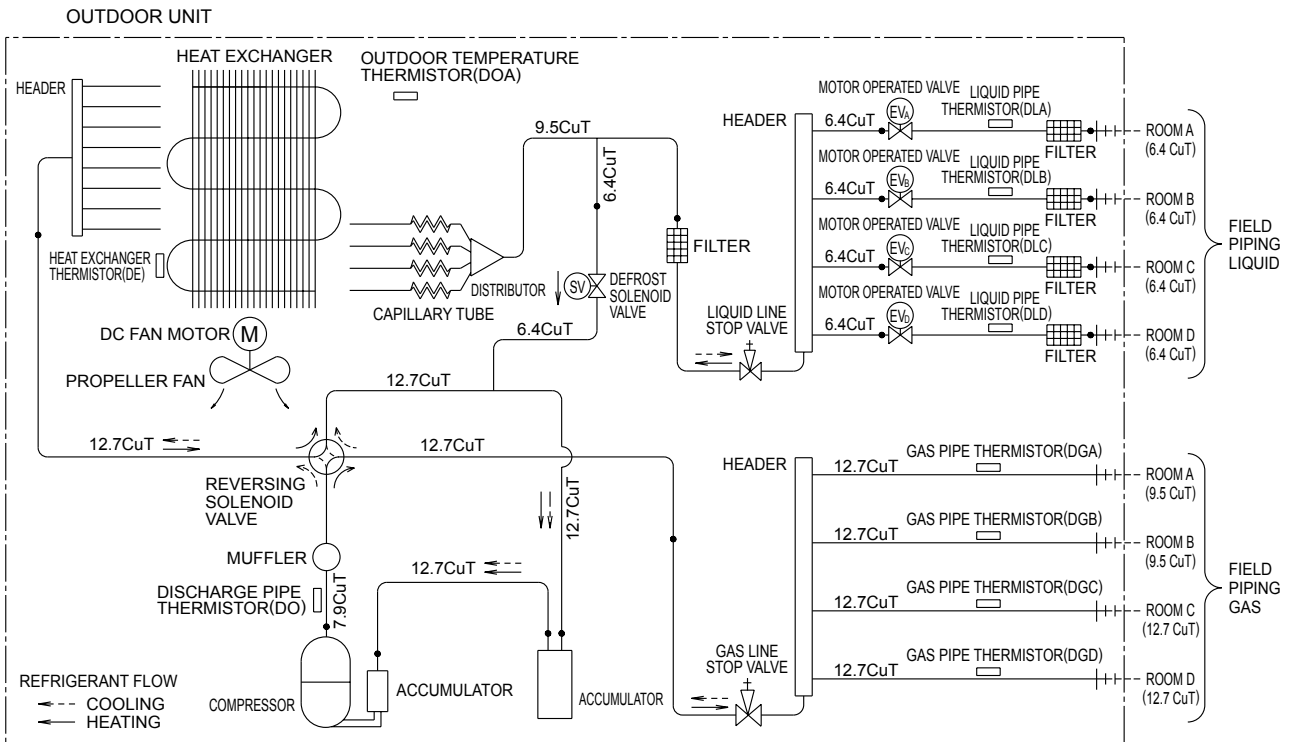 OUTDOOR UNIT
HEADER
HEAT EXCHANGER
OUTDOOR TEMPERATURE
THERMISTOR(DOA)
HEAT EXCHANGER
THERMISTOR(DE)
DC FAN MOTOR
M
PROPELLER FAN
9.5CuT
6.4CuT
CAPILLARY TUBE
DISTRIBUTOR
SV
DEFROST
SOLENOID
VALVE
6.4CuT
FILTER
LIQUID LINE
STOP VALVE
HEADER
MOTOR OPERATED VALVE
6.4CuT
EVA
LIQUID PIPE
THERMISTOR(DLA)
FILTER
ROOM A
(6.4 CuT)
MOTOR OPERATED VALVE
6.4CuT
EVB
LIQUID PIPE
THERMISTOR(DLB)
FILTER
ROOM B
(6.4 CuT)
MOTOR OPERATED VALVE
6.4CuT
EVC
LIQUID PIPE
THERMISTOR(DLC)
FILTER
ROOM C
(6.4 CuT)
MOTOR OPERATED VALVE
6.4CuT
EVD
LIQUID PIPE
THERMISTOR(DLD)
FILTER
ROOM D
(6.4 CuT)
FIELD
PIPING
LIQUID
12.7CuT
12.7CuT
12.7CuT
REVERSING
SOLENOID
VALVE
12.7CuT
MUFFLER
DISCHARGE PIPE
THERMISTOR(DO)
7.9CuT
12.7CuT
COMPRESSOR
ACCUMULATOR
ACCUMULATOR
GAS LINE
STOP VALVE
HEADER
12.7CuT
GAS PIPE THERMISTOR(DGA)
ROOM A
(9.5 CuT)
12.7CuT
GAS PIPE THERMISTOR(DGB)
ROOM B
(9.5 CuT)
12.7CuT
GAS PIPE THERMISTOR(DGC)
ROOM C
(12.7 CuT)
12.7CuT
GAS PIPE THERMISTOR(DGD)
ROOM D
(12.7 CuT)
FIELD
PIPING
GAS
REFRIGERANT FLOW
COOLING
HEATING